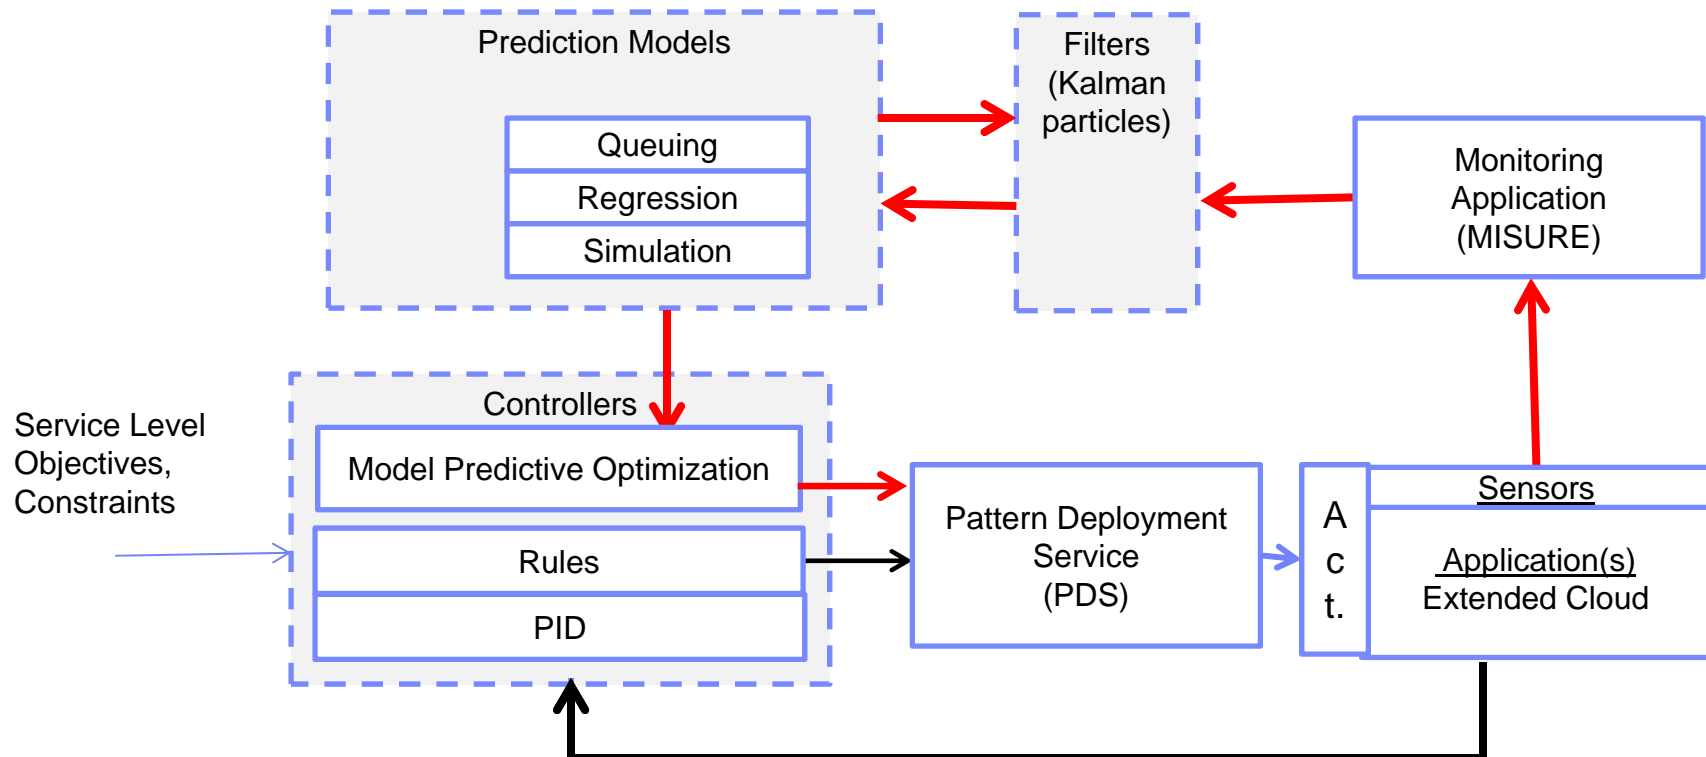 Prediction Models
Queuing
Regression
Simulation
Filters
(Kalman
particles)
Monitoring
Application
(MISURE)
Service Level
Objectives,
Constraints
Controllers
Model Predictive Optimization
Rules
PID
Pattern Deployment
Service
(PDS)
A
c
t.
Sensors
Application(s)
Extended Cloud